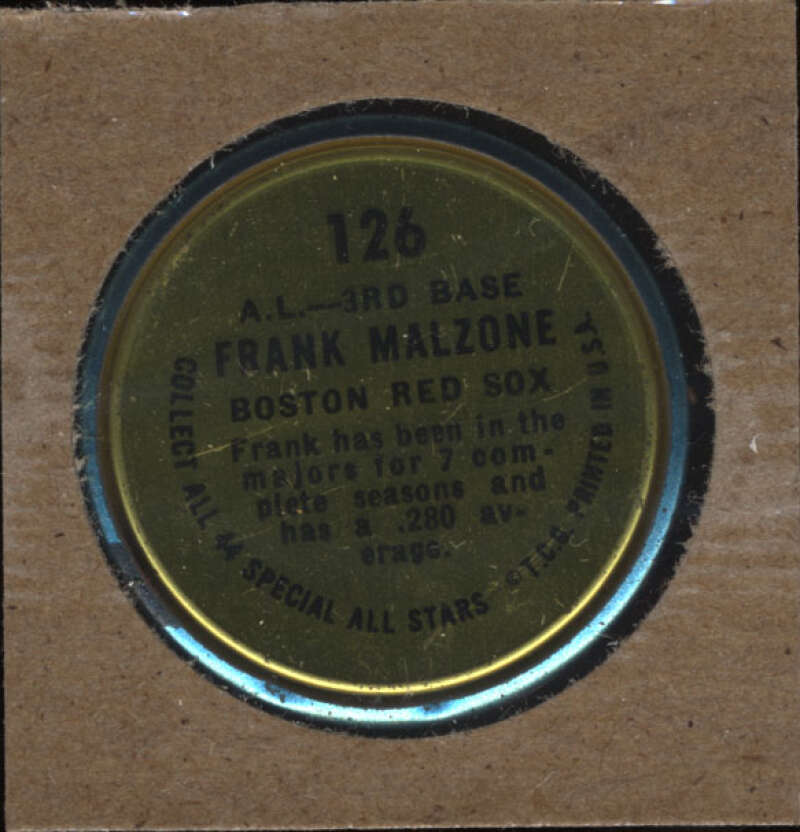 126
A.L.—3RD BASE
FRANK MALZONE
BOSTON RED SOX
Frank has been in the
majors for 7 com-
plete seasons and
has a .280 av-
erage.
COLLECT ALL 44 SPECIAL ALL STARS
©T.C.G. PRINTED IN U.S.A.